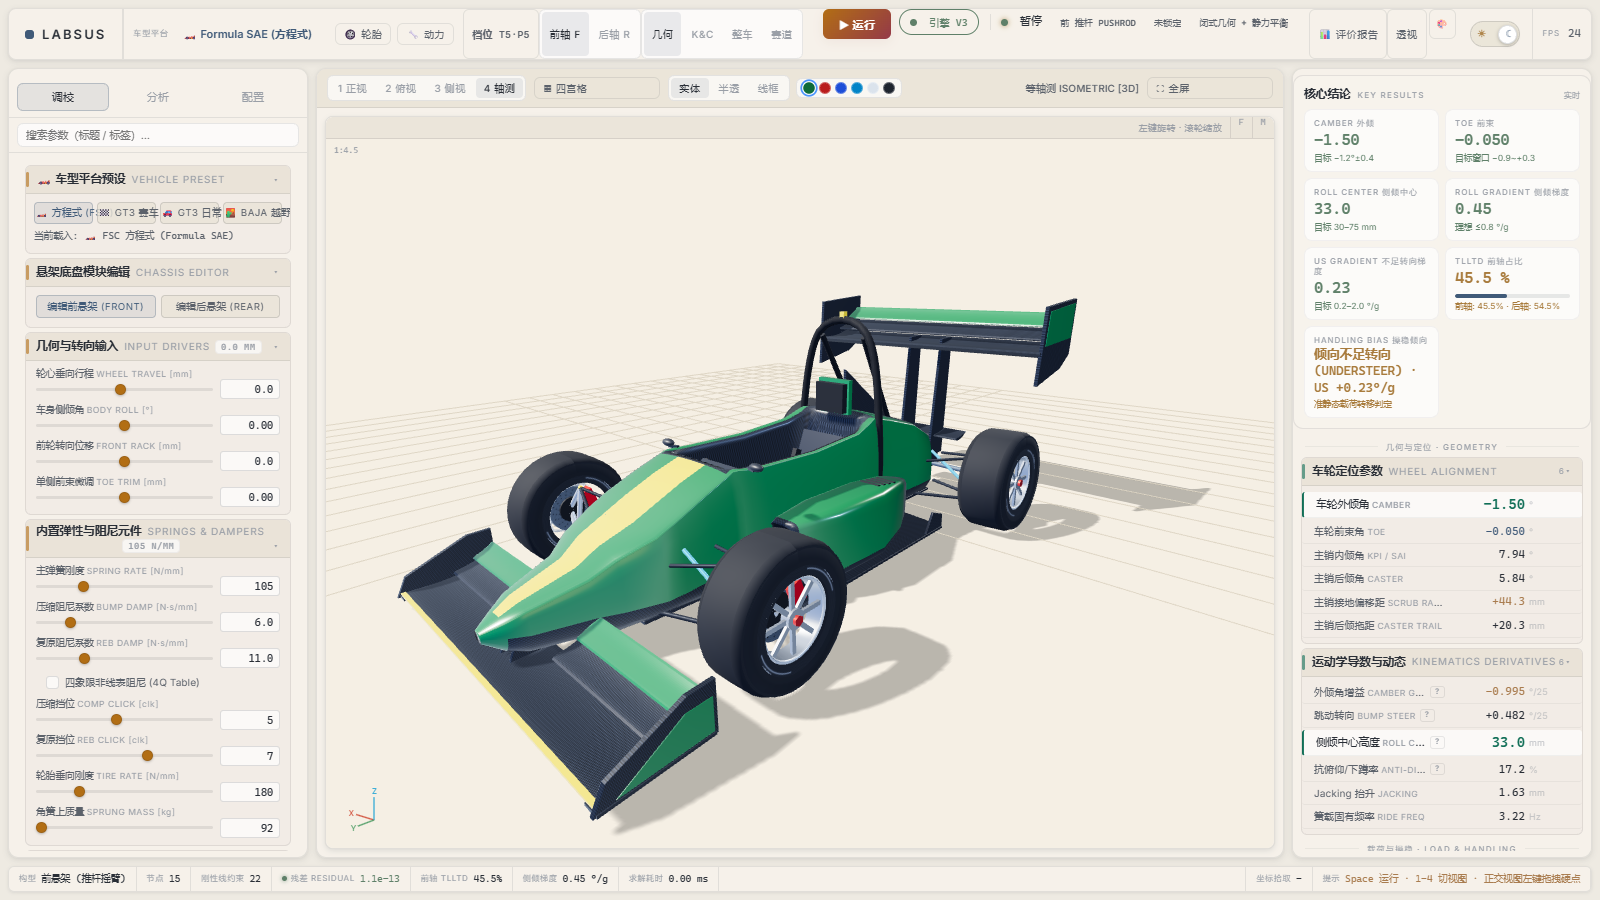 LABSUS
车型平台
Formula SAE (方程式)
轮胎
动力
档位 T5·P5
前轴 F
后轴 R
几何
K&C
整车
赛道
▶ 运行
引擎 V3
暂停
前 推杆 PUSHROD
未锁定
闭式几何 + 静力平衡
评价报告
透视
FPS 24
调校
分析
配置
搜索参数（标题 / 标签）…
车型平台预设 VEHICLE PRESET
方程式 (FS
GT3 赛车
GT3 日常
BAJA 越野
当前载入: FSC 方程式 (Formula SAE)
悬架底盘模块编辑 CHASSIS EDITOR
编辑前悬架 (FRONT)
编辑后悬架 (REAR)
几何与转向输入 INPUT DRIVERS 0.0 MM
轮心垂向行程 WHEEL TRAVEL [mm]
0.0
车身侧倾角 BODY ROLL [°]
0.00
前轮转向位移 FRONT RACK [mm]
0.0
单侧前束微调 TOE TRIM [mm]
0.00
内置弹性与阻尼元件 SPRINGS & DAMPERS
105 N/MM
主弹簧刚度 SPRING RATE [N/mm]
105
压缩阻尼系数 BUMP DAMP [N·s/mm]
6.0
复原阻尼系数 REB DAMP [N·s/mm]
11.0
四象限非线表阻尼 (4Q Table)
压缩挡位 COMP CLICK [clk]
5
复原挡位 REB CLICK [clk]
7
轮胎垂向刚度 TIRE RATE [N/mm]
180
角簧上质量 SPRUNG MASS [kg]
92
1 正视
2 俯视
3 侧视
4 轴测
▦ 四宫格
实体
半透
线框
等轴测 ISOMETRIC [3D]
⛶ 全屏
左键旋转 · 滚轮缩放
F
M
1:4.5
Z
X
Y
核心结论 KEY RESULTS
实时
CAMBER 外倾
−1.50
目标 −1.2°±0.4
TOE 前束
−0.050
目标窗口 −0.9~+0.3
ROLL CENTER 侧倾中心
33.0
目标 30–75 mm
ROLL GRADIENT 侧倾梯度
0.45
理想 ≤0.8 °/g
US GRADIENT 不足转向梯度
0.23
目标 0.2–2.0 °/g
TLLTD 前轴占比
45.5 %
前轴: 45.5% · 后轴: 54.5%
HANDLING BIAS 操稳倾向
倾向不足转向
(UNDERSTEER) ·
US +0.23°/g
准静态载荷转移判定
几何与定位 · GEOMETRY
车轮定位参数 WHEEL ALIGNMENT
6
车轮外倾角 CAMBER −1.50 °
车轮前束角 TOE −0.050 °
主销内倾角 KPI / SAI 7.94 °
主销后倾角 CASTER 5.84 °
主销接地偏移距 SCRUB RA… +44.3 mm
主销后倾拖距 CASTER TRAIL +20.3 mm
运动学导数与动态 KINEMATICS DERIVATIVES 6
外倾角增益 CAMBER G… ? −0.995 °/25
跳动转向 BUMP STEER ? +0.482 °/25
侧倾中心高度 ROLL C… ? 33.0 mm
抗俯仰/下蹲率 ANTI-DI… ? 17.2 %
Jacking 抬升 JACKING 1.63 mm
簧载固有频率 RIDE FREQ 3.22 Hz
载荷与操稳 · LOAD & HANDLING
构型 前悬架 (推杆摇臂)
节点 15
刚性线约束 22
残差 RESIDUAL 1.1e−13
前轴 TLLTD 45.5%
侧倾梯度 0.45 °/g
求解耗时 0.00 ms
坐标拾取 −
提示 Space 运行 · 1−4 切视图 · 正交视图左键拖拽硬点